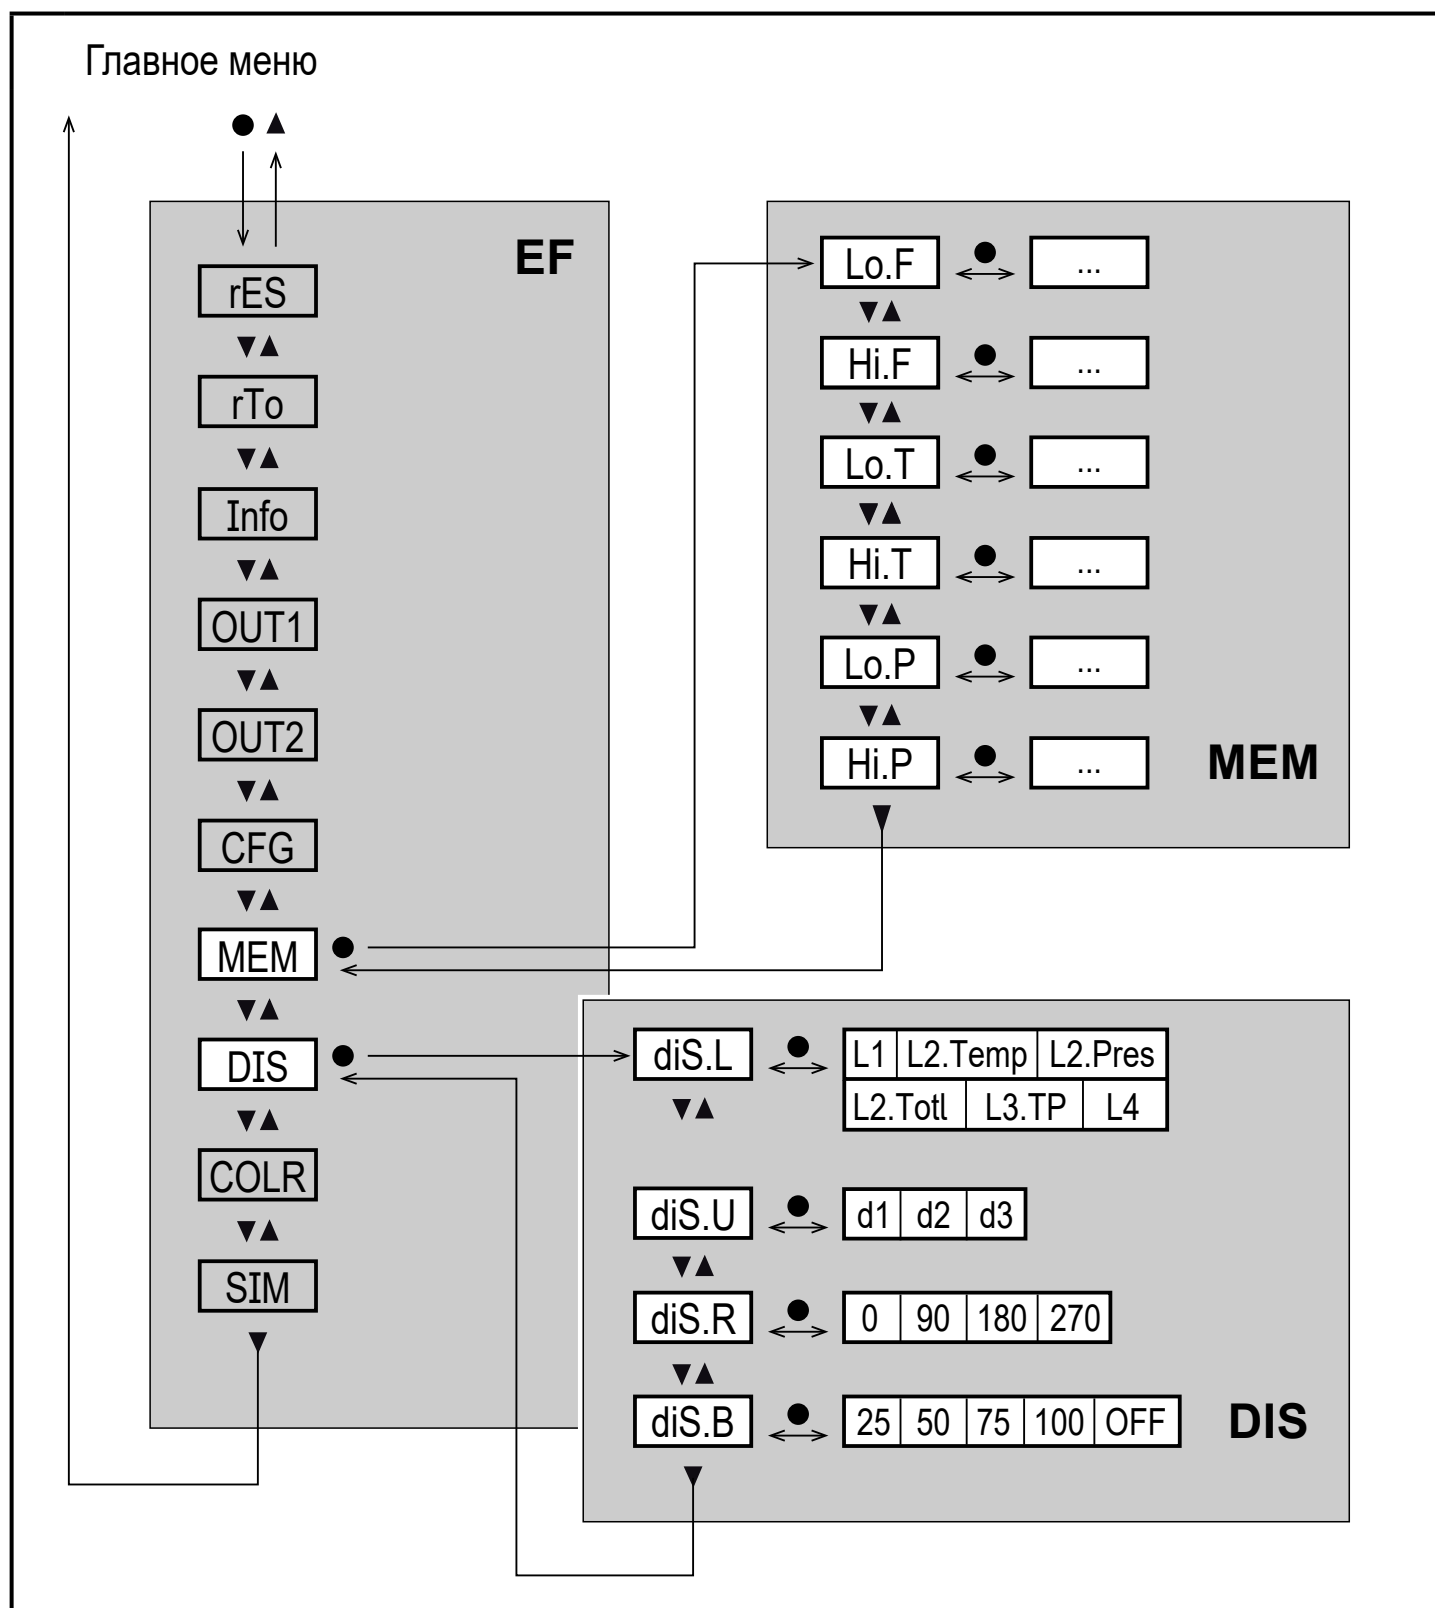 Главное меню
EF
rES
rTo
Info
OUT1
OUT2
CFG
MEM
DIS
COLR
SIM
Lo.F ...
Hi.F ...
Lo.T ...
Hi.T ...
Lo.P ...
Hi.P ...
MEM
diS.L L1 L2.Temp L2.Pres
L2.Totl L3.TP L4
diS.U d1 d2 d3
diS.R 0 90 180 270
diS.B 25 50 75 100 OFF
DIS